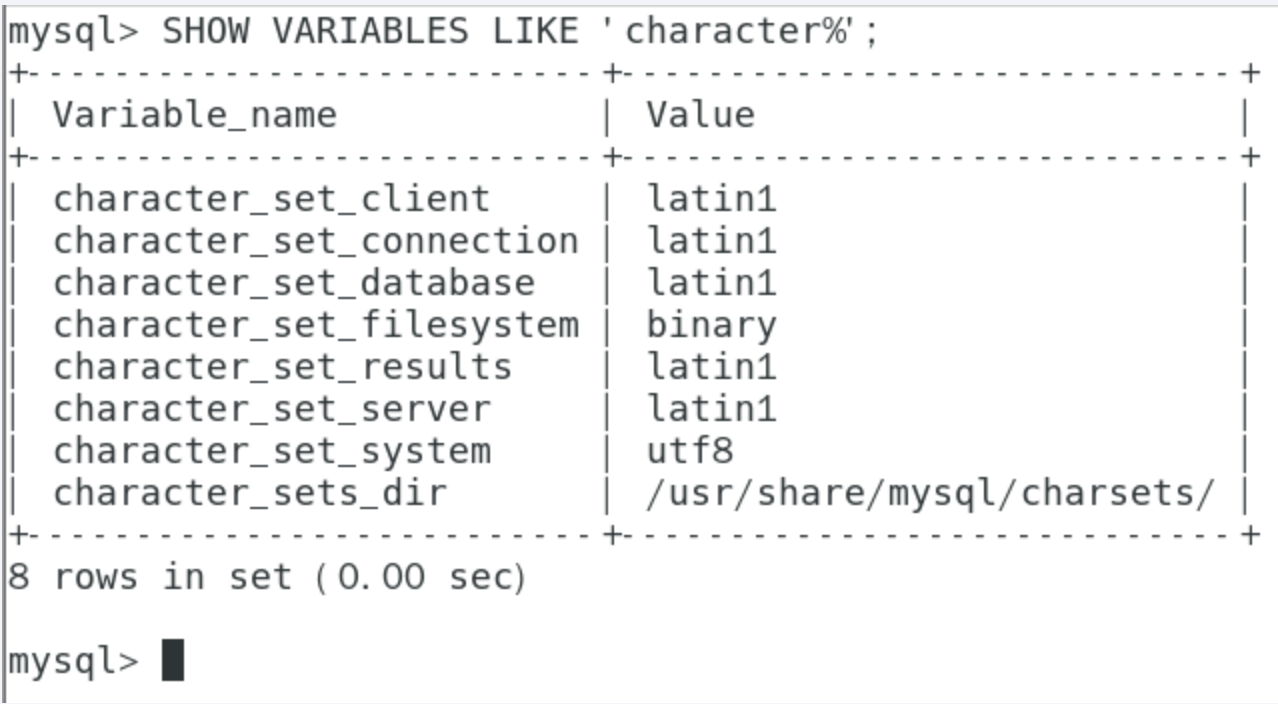 mysql> SHOW VARIABLES LIKE 'character%';
+--------------------------+----------------------------+
| Variable_name            | Value                      |
+--------------------------+----------------------------+
| character_set_client     | latin1                     |
| character_set_connection | latin1                     |
| character_set_database   | latin1                     |
| character_set_filesystem | binary                     |
| character_set_results    | latin1                     |
| character_set_server     | latin1                     |
| character_set_system     | utf8                       |
| character_sets_dir       | /usr/share/mysql/charsets/ |
+--------------------------+----------------------------+
8 rows in set (0.00 sec)
mysql>